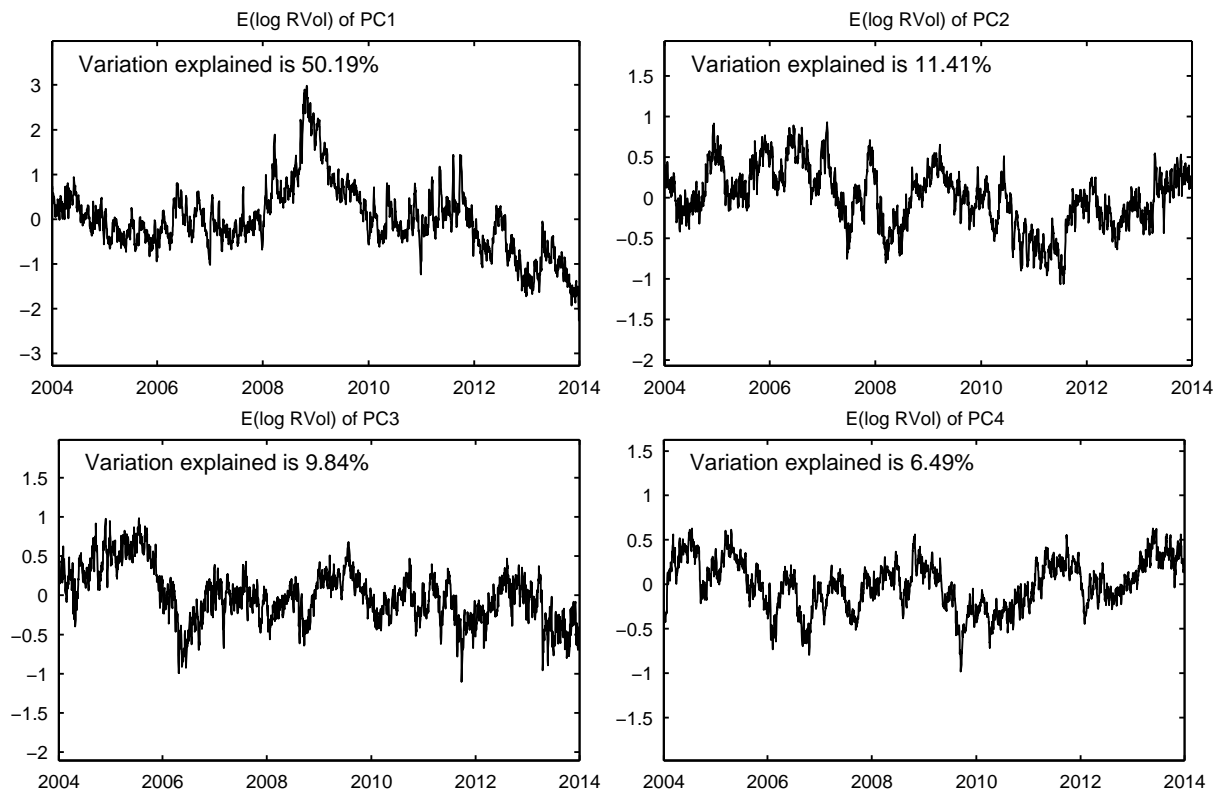 E(log RVol) of PC1
Variation explained is 50.19%
3
2
1
0
−1
−2
−3
2004 2006 2008 2010 2012 2014
E(log RVol) of PC2
Variation explained is 11.41%
1.5
1
0.5
0
−0.5
−1
−1.5
−2
2004 2006 2008 2010 2012 2014
E(log RVol) of PC3
Variation explained is 9.84%
1.5
1
0.5
0
−0.5
−1
−1.5
−2
2004 2006 2008 2010 2012 2014
E(log RVol) of PC4
Variation explained is 6.49%
1.5
1
0.5
0
−0.5
−1
−1.5
2004 2006 2008 2010 2012 2014